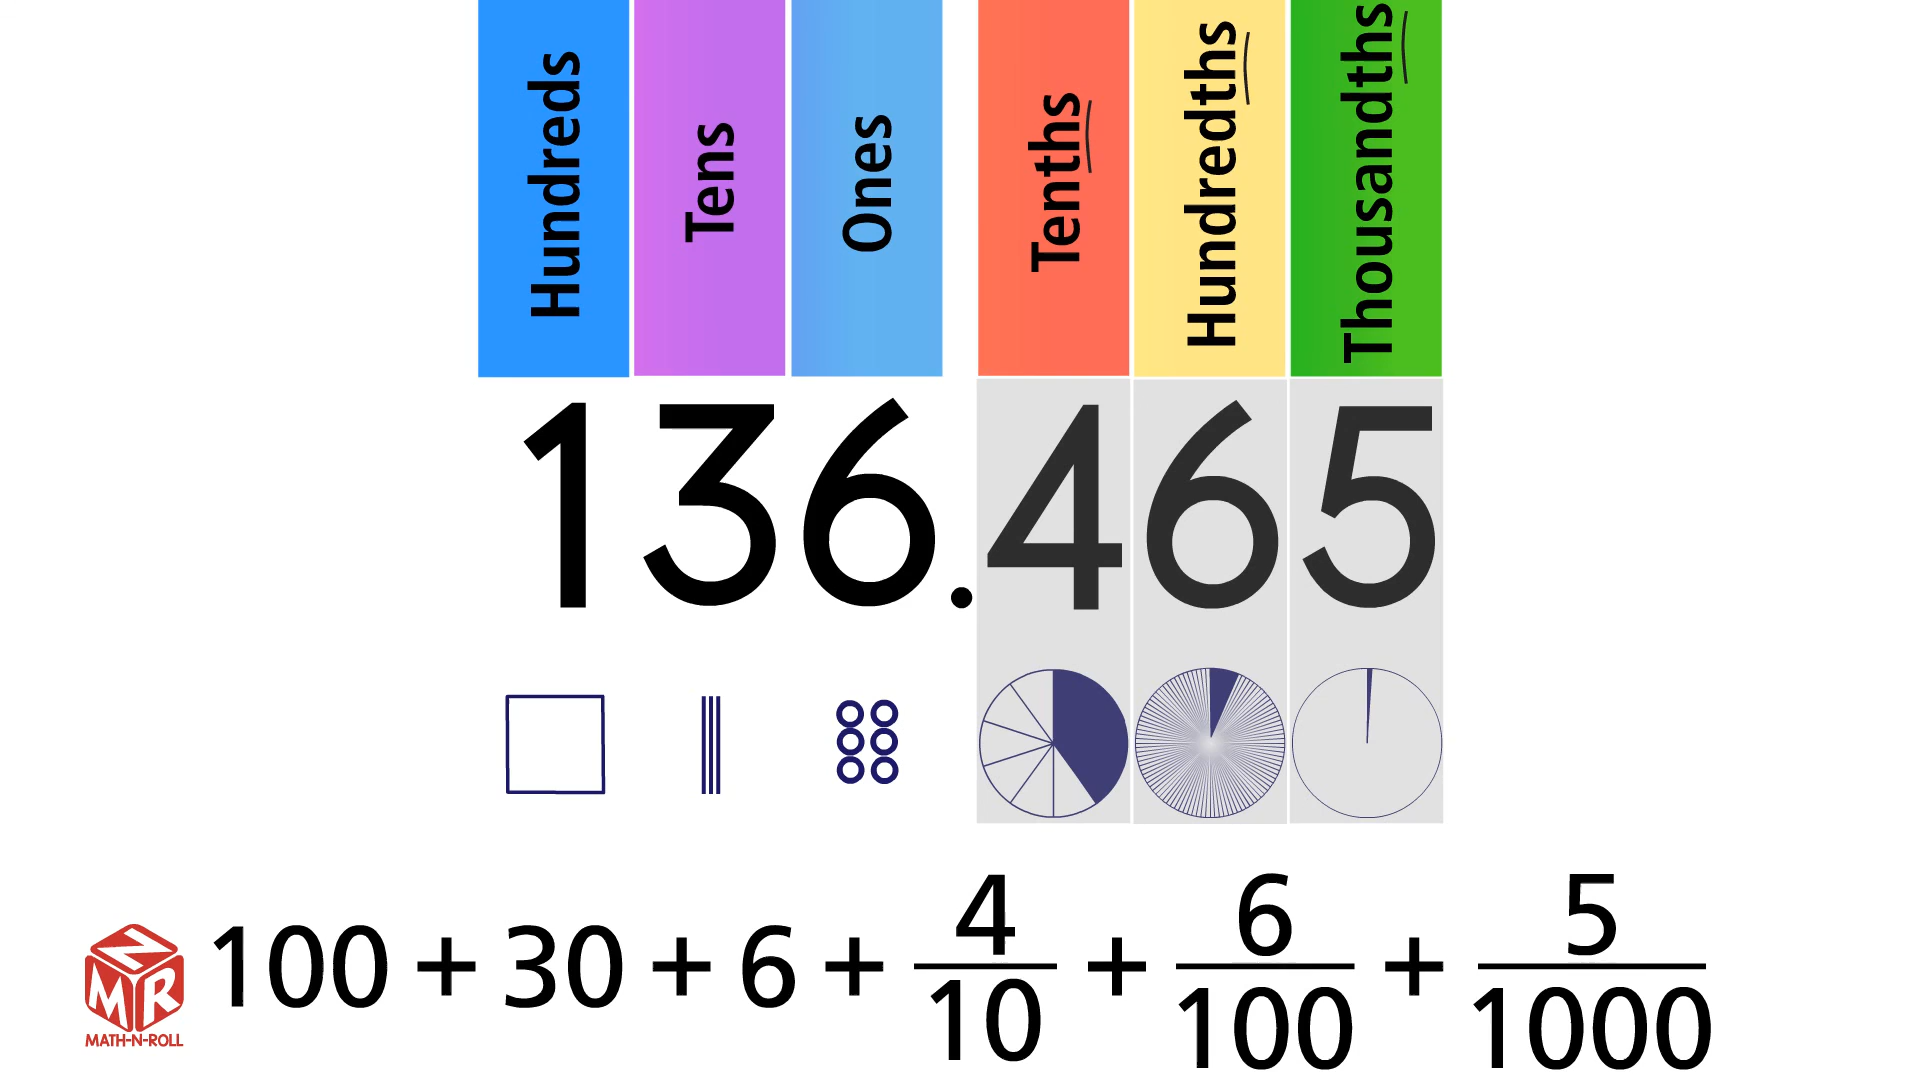 Hundreds
Tens
Ones
Tenths
Hundredths
Thousandths
136.465
100 + 30 + 6 + 4/10 + 6/100 + 5/1000
MNR
MATH-N-ROLL